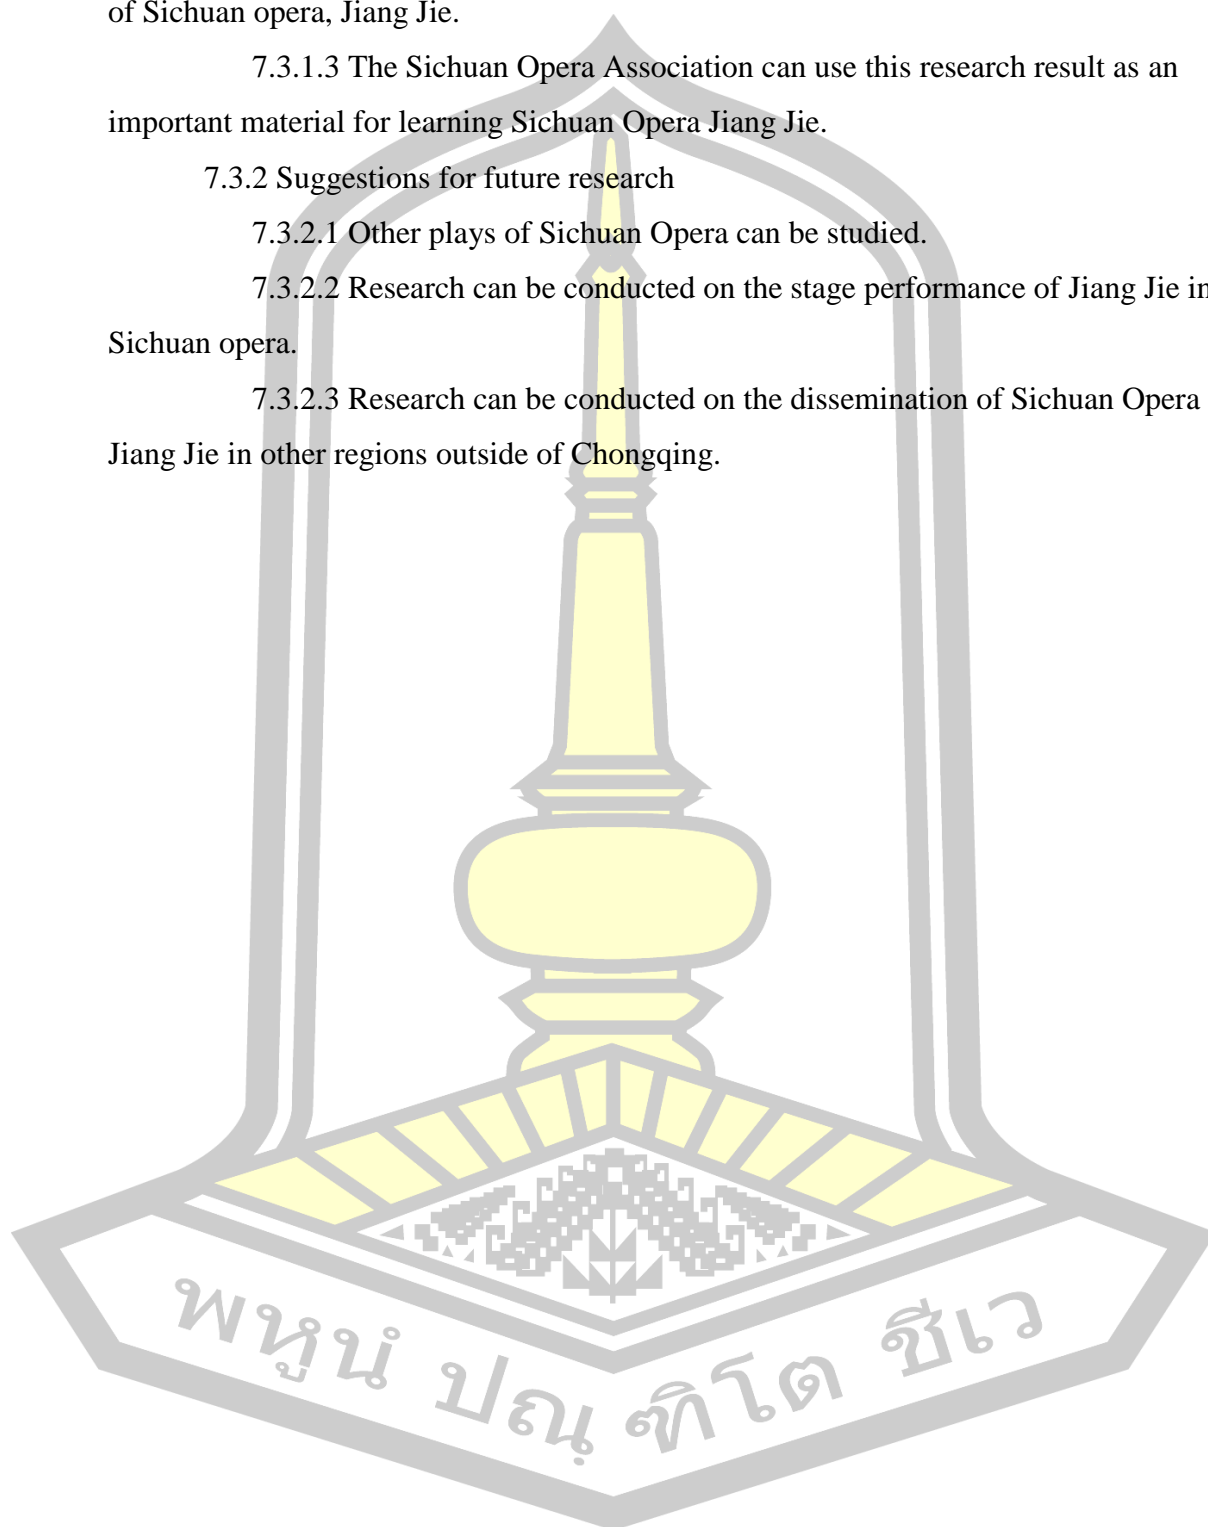 of Sichuan opera, Jiang Jie.
7.3.1.3 The Sichuan Opera Association can use this research result as an
important material for learning Sichuan Opera Jiang Jie.
7.3.2 Suggestions for future research
7.3.2.1 Other plays of Sichuan Opera can be studied.
7.3.2.2 Research can be conducted on the stage performance of Jiang Jie in
Sichuan opera.
7.3.2.3 Research can be conducted on the dissemination of Sichuan Opera
Jiang Jie in other regions outside of Chongqing.
พหูนํ ปณฺฑิโต ชีเว